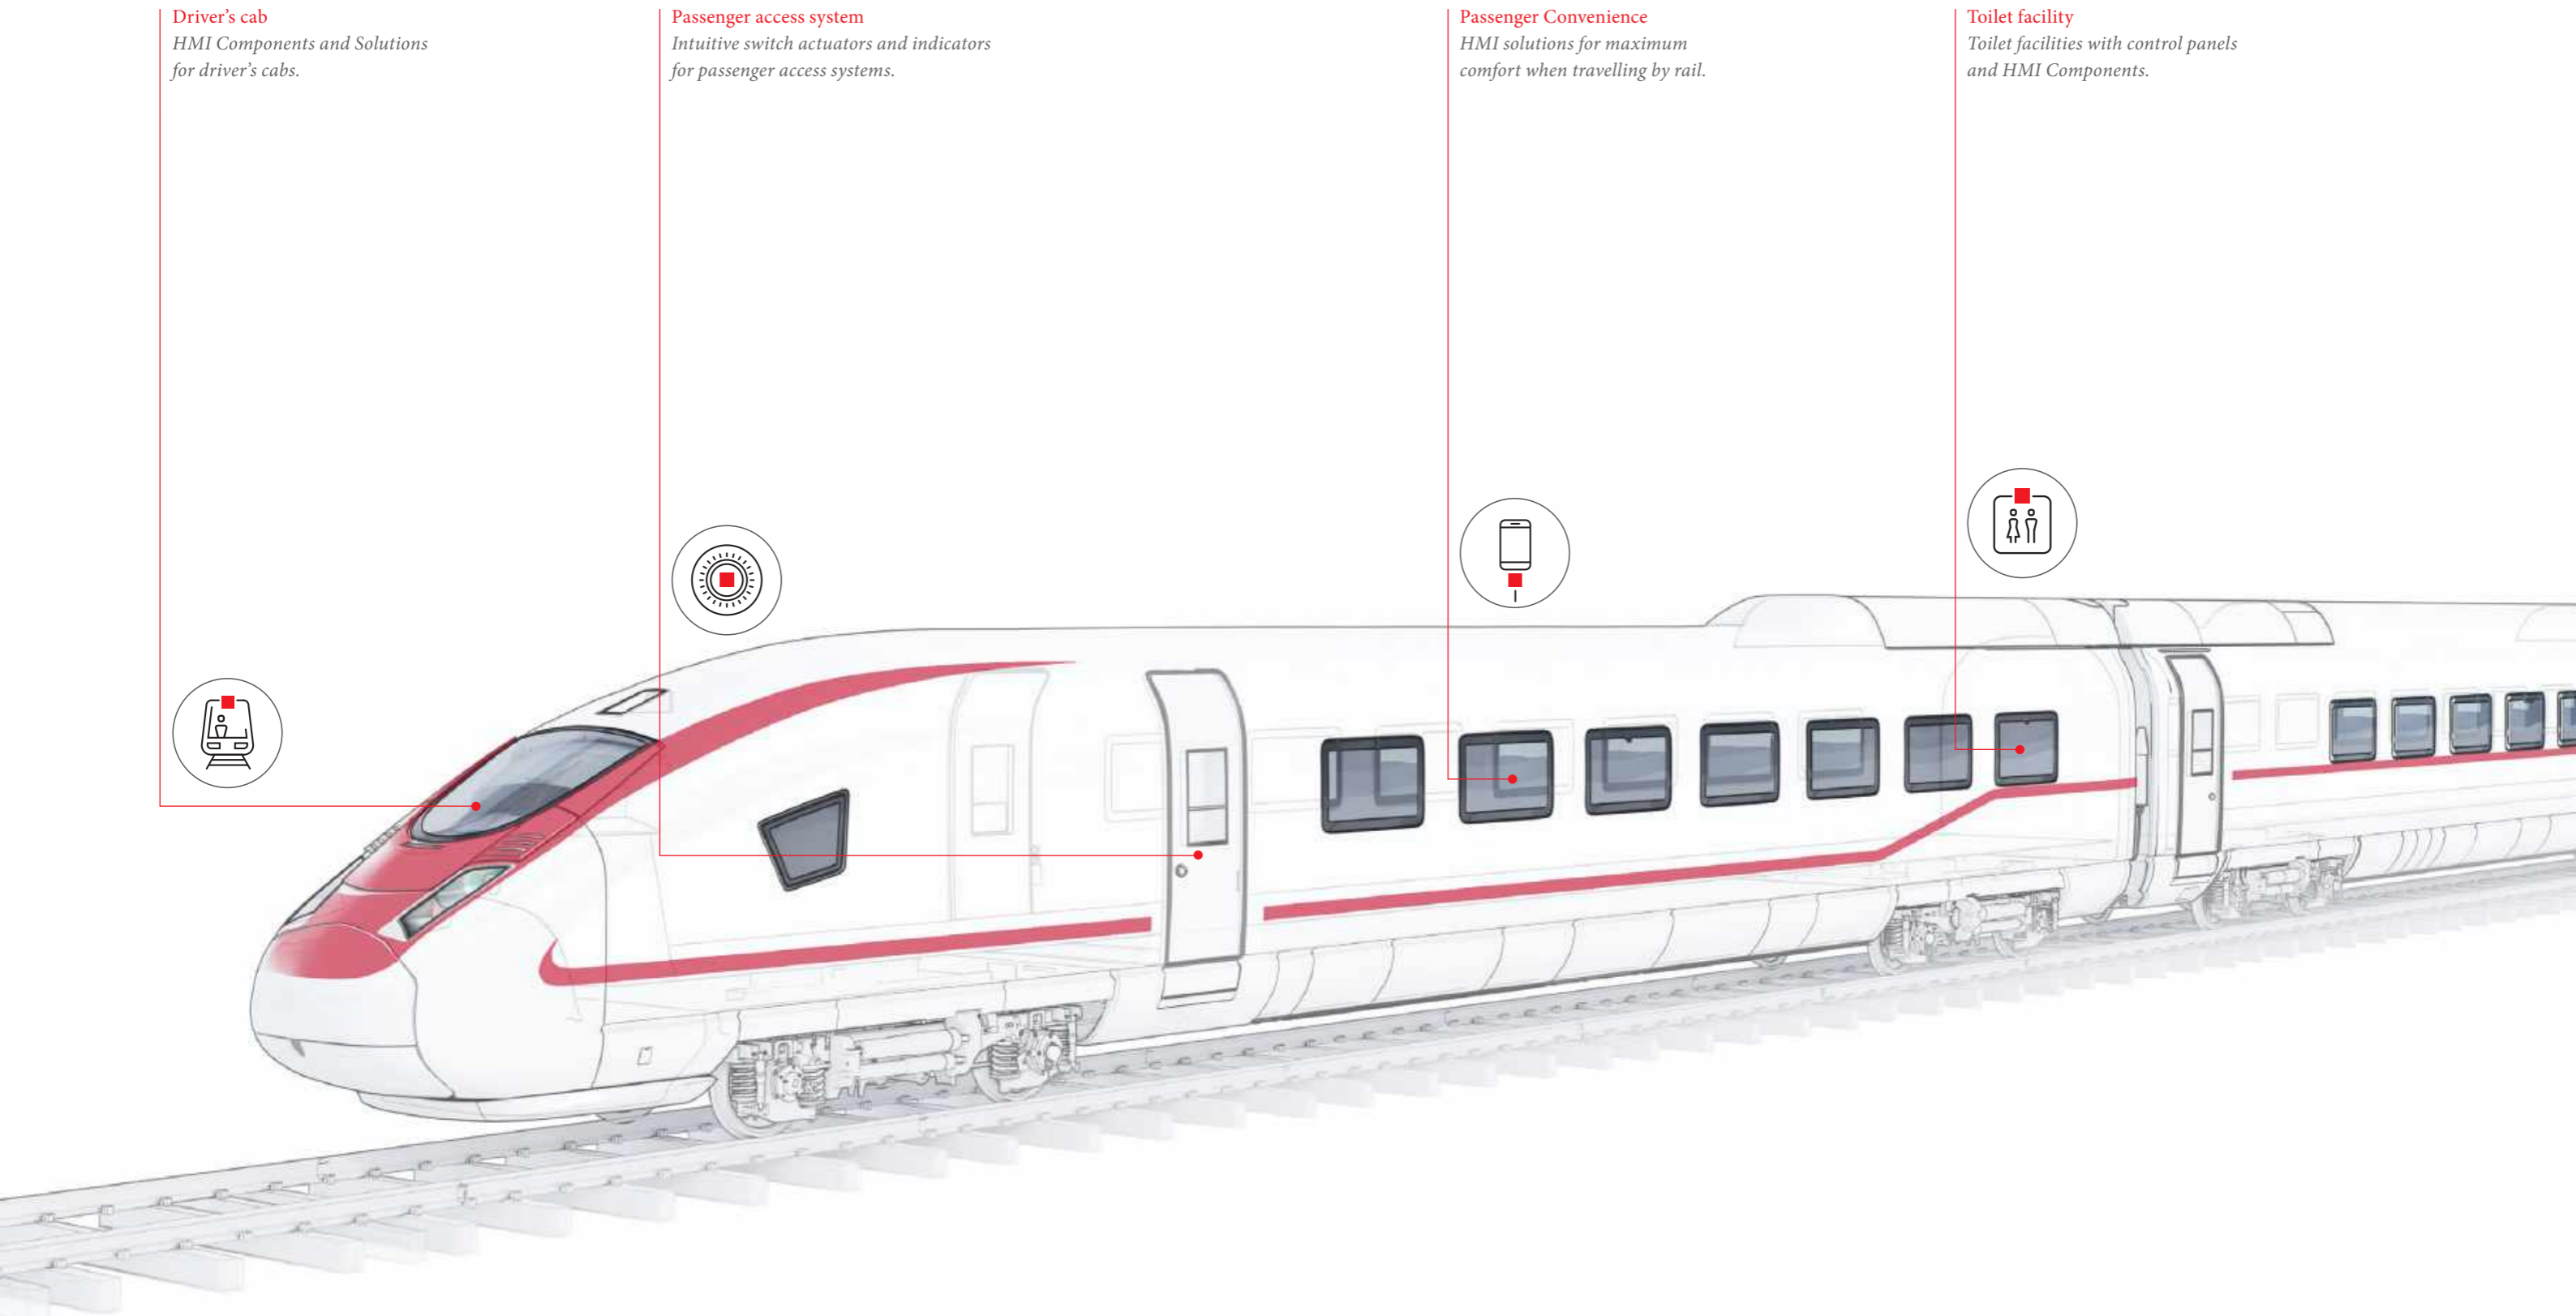 Driver’s cab
HMI Components and Solutions
for driver’s cabs.
Passenger access system
Intuitive switch actuators and indicators
for passenger access systems.
Passenger Convenience
HMI solutions for maximum
comfort when travelling by rail.
Toilet facility
Toilet facilities with control panels
and HMI Components.